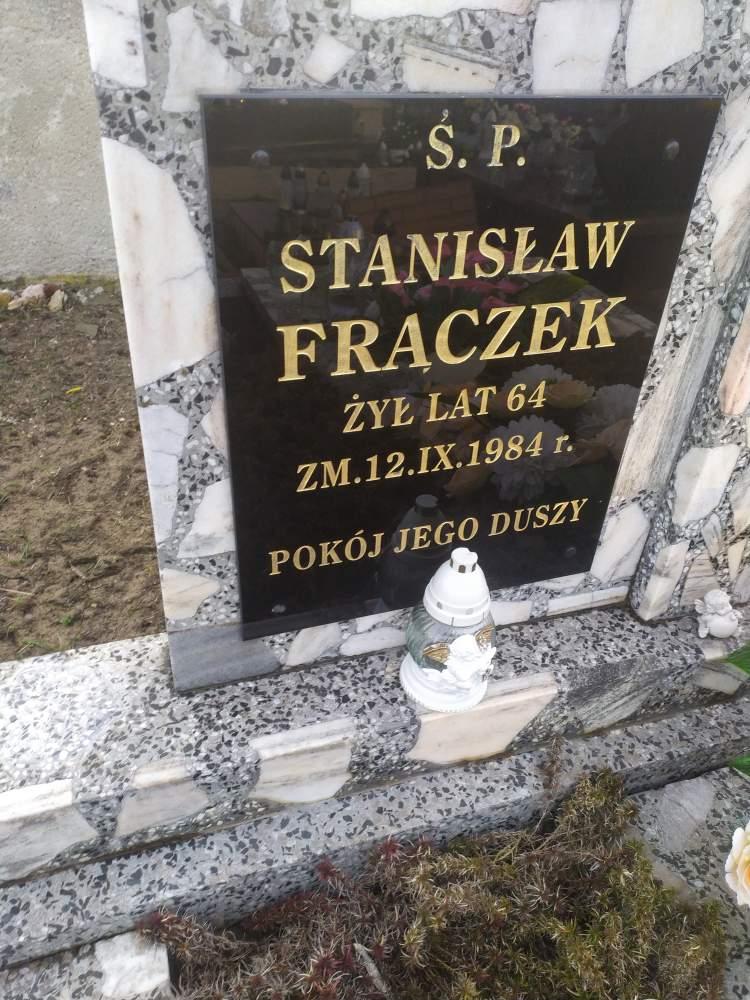 Ś. P.
STANISŁAW
FRĄCZEK
ŻYŁ LAT 64
ZM.12.IX.1984 r.
POKÓJ JEGO DUSZY